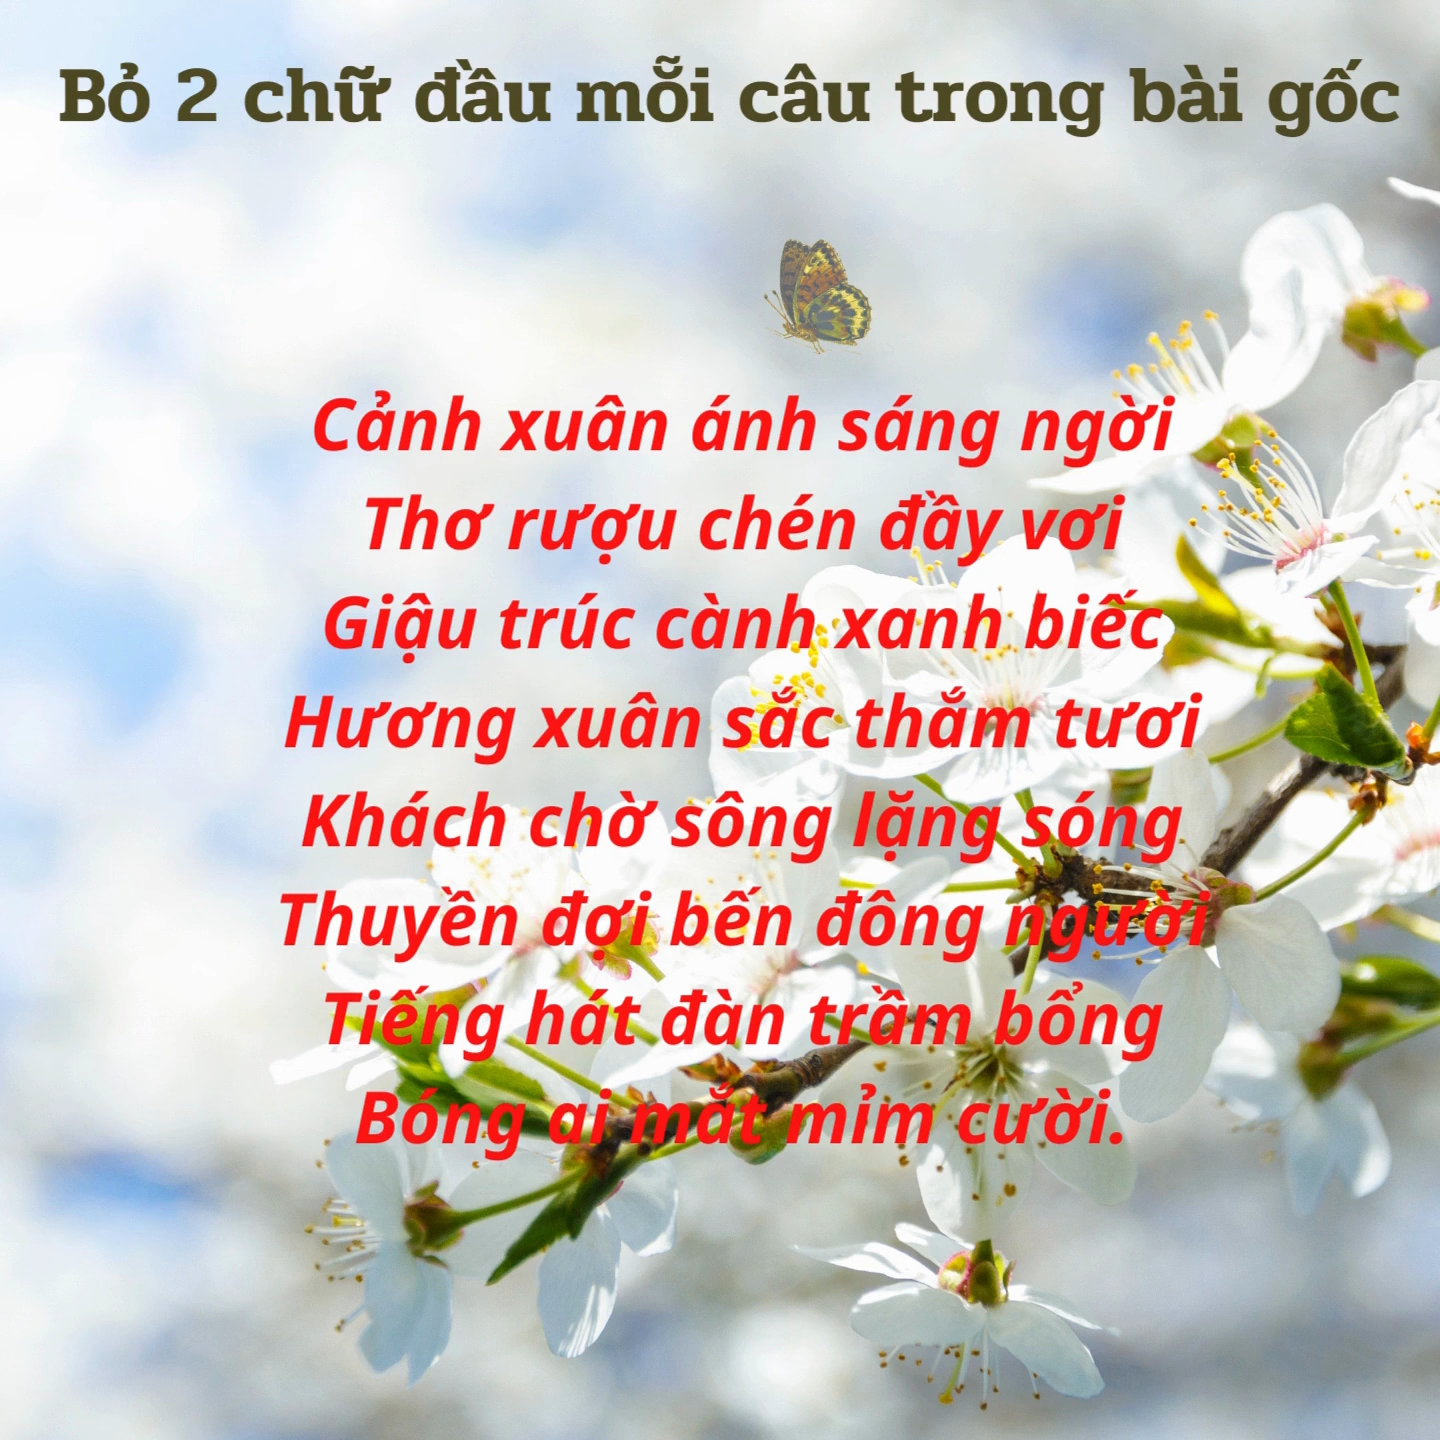 Bỏ 2 chữ đầu mỗi câu trong bài gốc
Cảnh xuân ánh sáng ngời
Thơ rượu chén đầy vơi
Giậu trúc cành xanh biếc
Hương xuân sắc thắm tươi
Khách chờ sông lặng sóng
Thuyền đợi bến đông người
Tiếng hát đàn trầm bổng
Bóng ai mắt mỉm cười.